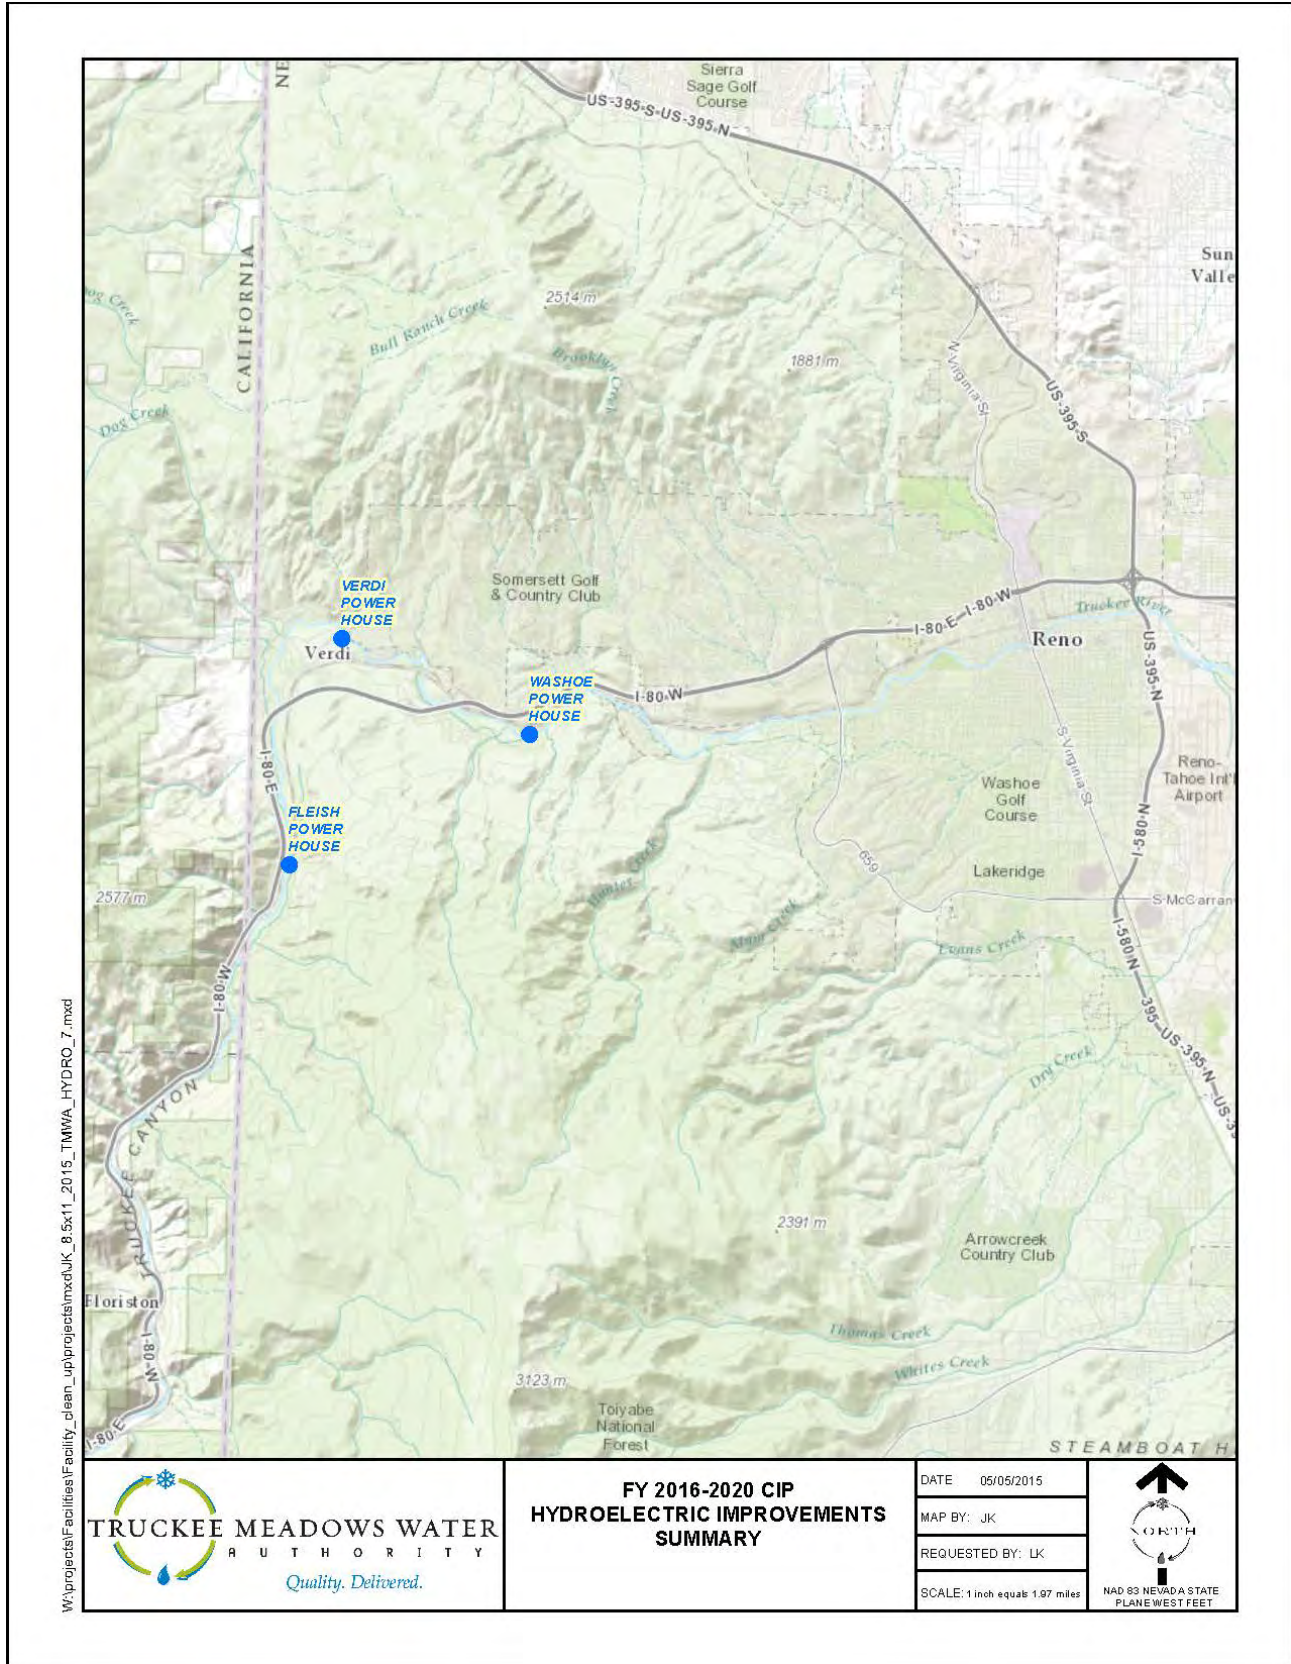 NE
Sierra
Sage Golf
Course
US-395-S-US-395-N
CALIFORNIA
Sun
Valle
og Creek
Bull Ranch Creek
2514 m
Brooklyn
Creek
1881 m
N-Virginia-St
US-395-S
Dog Creek
VERDI
POWER
HOUSE
Verdi
Somersett Golf
& Country Club
I-80-E-I-80-W
Truckee River
Reno
WASHOE
POWER
HOUSE
I-80-W
US-395-N
S-Virginia-St
I-80-E
Reno-
Tahoe Int'l
Airport
Washoe
Golf
Course
FLEISH
POWER
HOUSE
I-580-N
Hunter Creek
659
Lakeridge
2577 m
S-McCarran
Alum Creek
Evans Creek
I-580-N
I-80-W
395-US-395-N
US-3
Dry Creek
TRUCKEE CANYON
2391 m
Arrowcreek
Country Club
Floriston
I-80-W
Thomas Creek
Whites Creek
3123 m
Toiyabe
National
Forest
I-80-E
STEAMBOAT H
W:\projects\Facilities\Facility_clean_up\projects\mxd\JK_8.5x11_2015_TMWA_HYDRO_7.mxd
TRUCKEE MEADOWS WATER
AUTHORITY
Quality. Delivered.
FY 2016-2020 CIP
HYDROELECTRIC IMPROVEMENTS
SUMMARY
DATE 05/05/2015
MAP BY: JK
REQUESTED BY: LK
SCALE: 1 inch equals 1.97 miles
NORTH
NAD 83 NEVADA STATE
PLANE WEST FEET